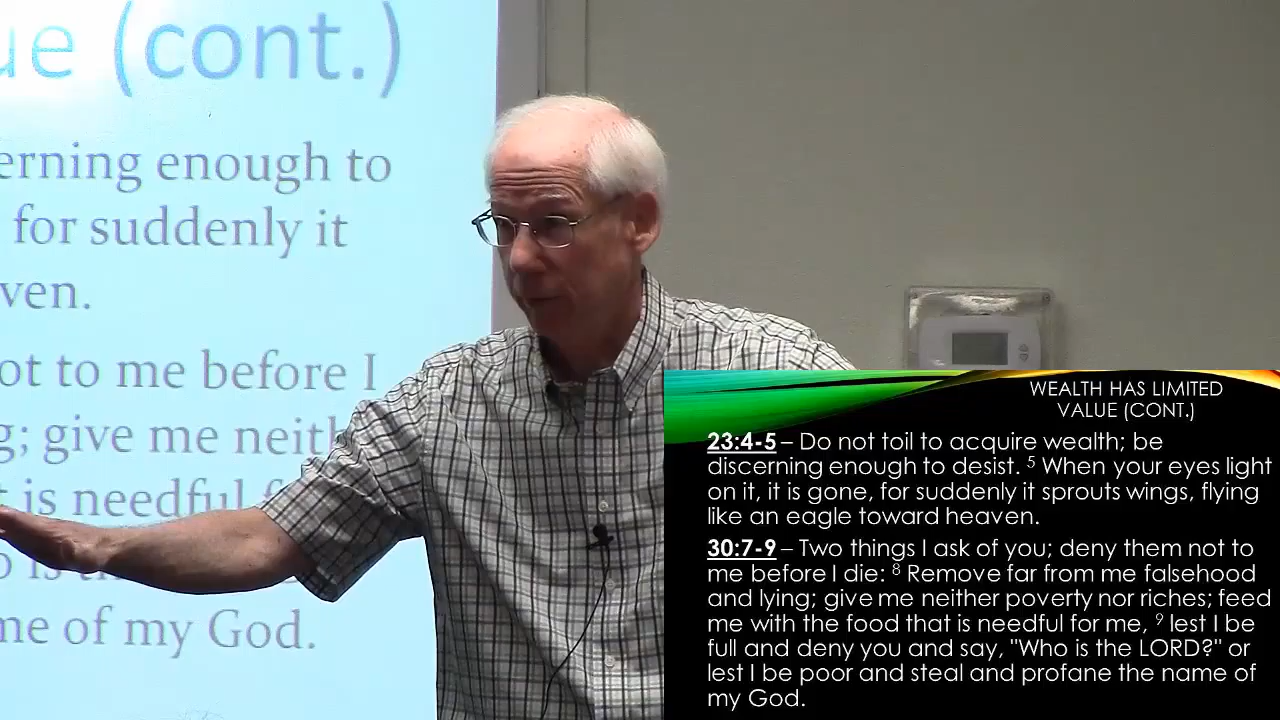 ue (cont.)
erning enough to
for suddenly it
ven.
ot to me before I
g; give me neith
is needful
me of my God.
WEALTH HAS LIMITED
VALUE (CONT.)
23:4-5 – Do not toil to acquire wealth; be
discerning enough to desist. 5 When your eyes light
on it, it is gone, for suddenly it sprouts wings, flying
like an eagle toward heaven.
30:7-9 – Two things I ask of you; deny them not to
me before I die: 8 Remove far from me falsehood
and lying; give me neither poverty nor riches; feed
me with the food that is needful for me, 9 lest I be
full and deny you and say, "Who is the LORD?" or
lest I be poor and steal and profane the name of
my God.